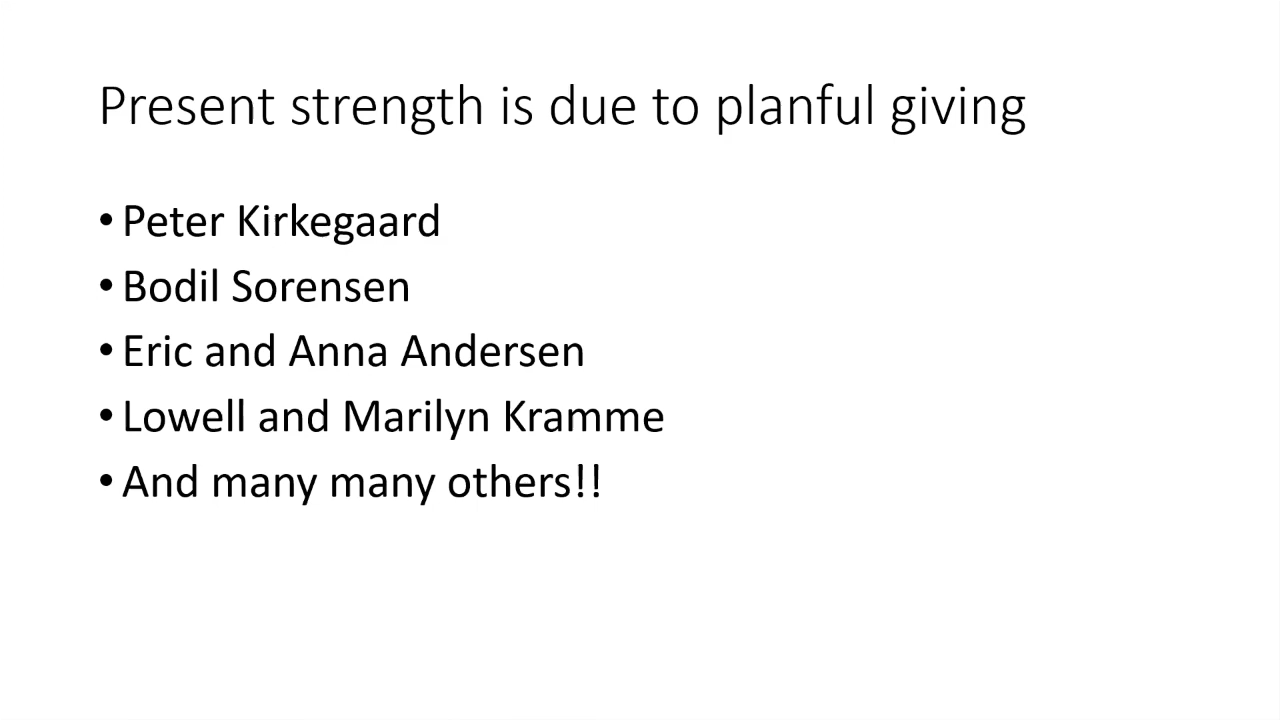 Present strength is due to planful giving
• Peter Kirkegaard
• Bodil Sorensen
• Eric and Anna Andersen
• Lowell and Marilyn Kramme
• And many many others!!